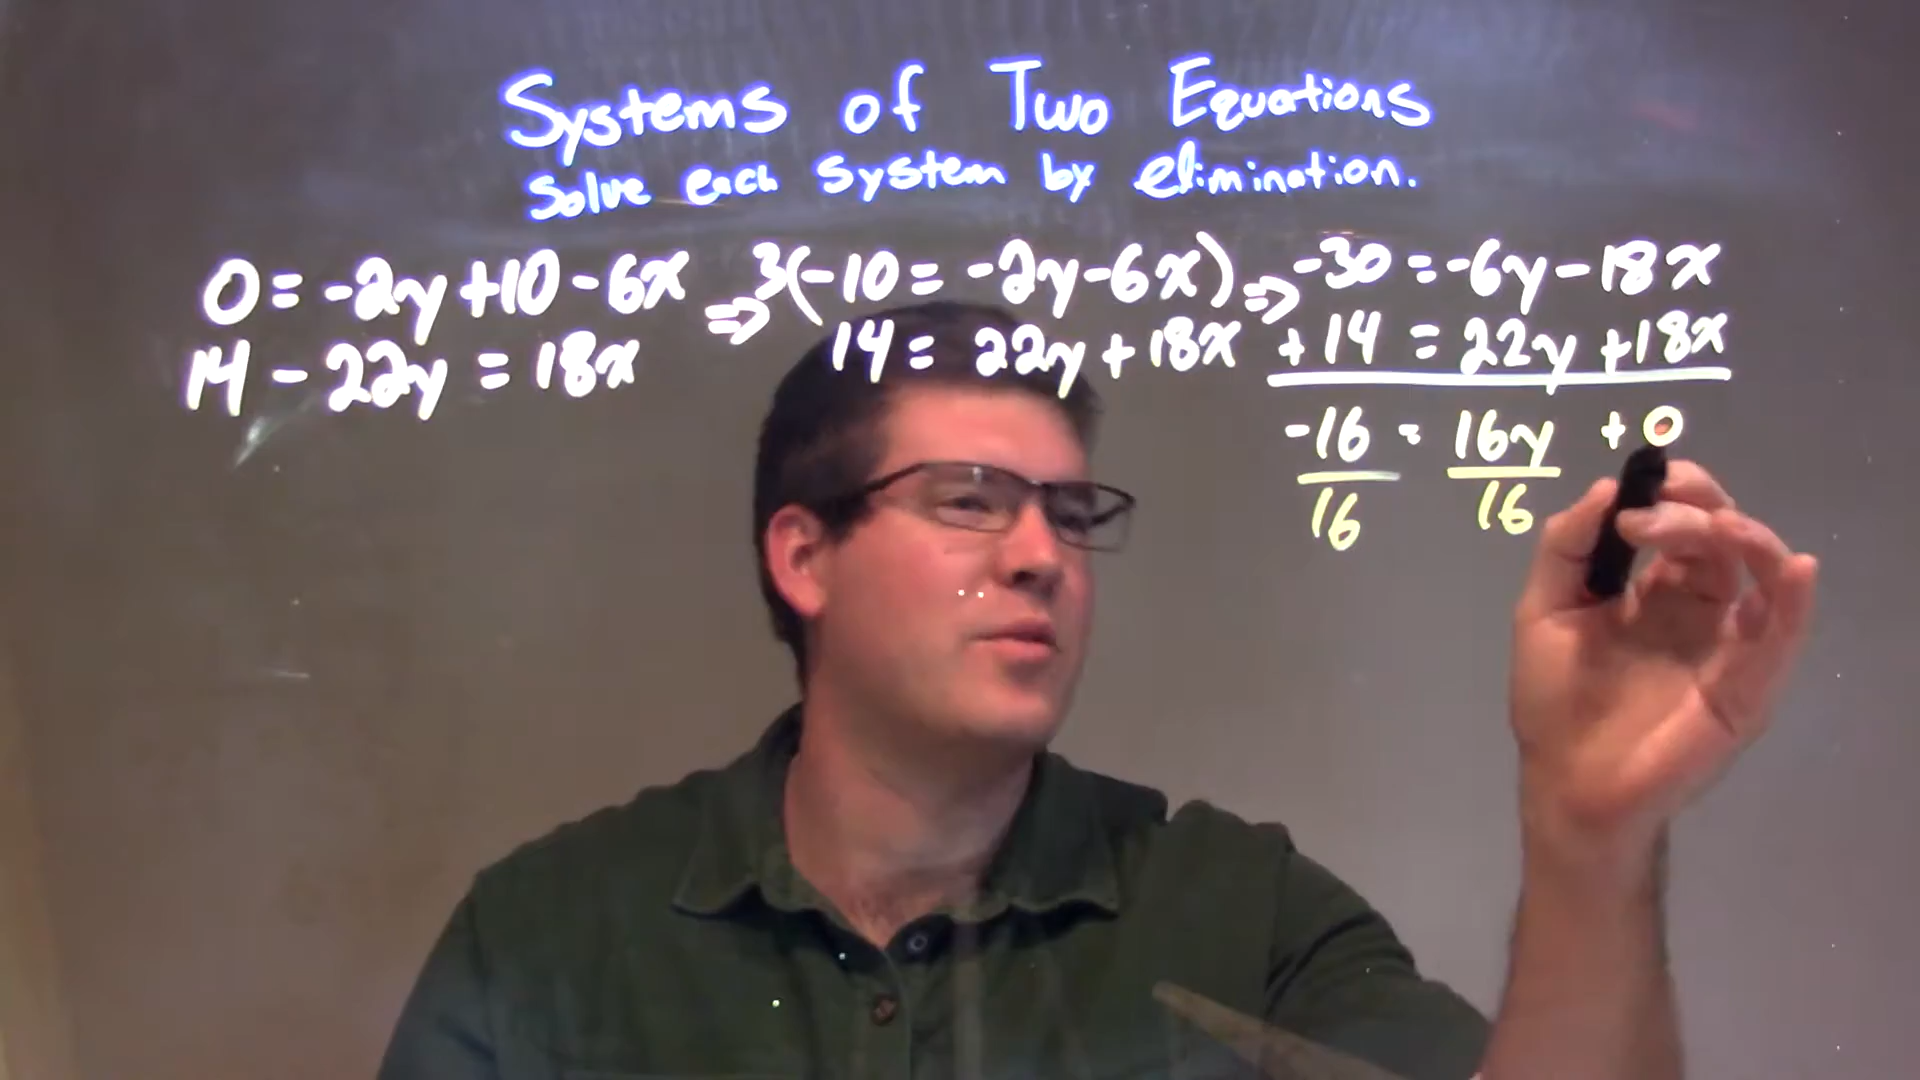 Systems of Two Equations
Solve each system by elimination.
0 = -2y + 10 - 6x ⇒ 3(-10 = -2y - 6x) ⇒ -30 = -6y - 18x
14 - 22y = 18x 14 = 22y + 18x + 14 = 22y + 18x
-16 = 16y + 0
16 16